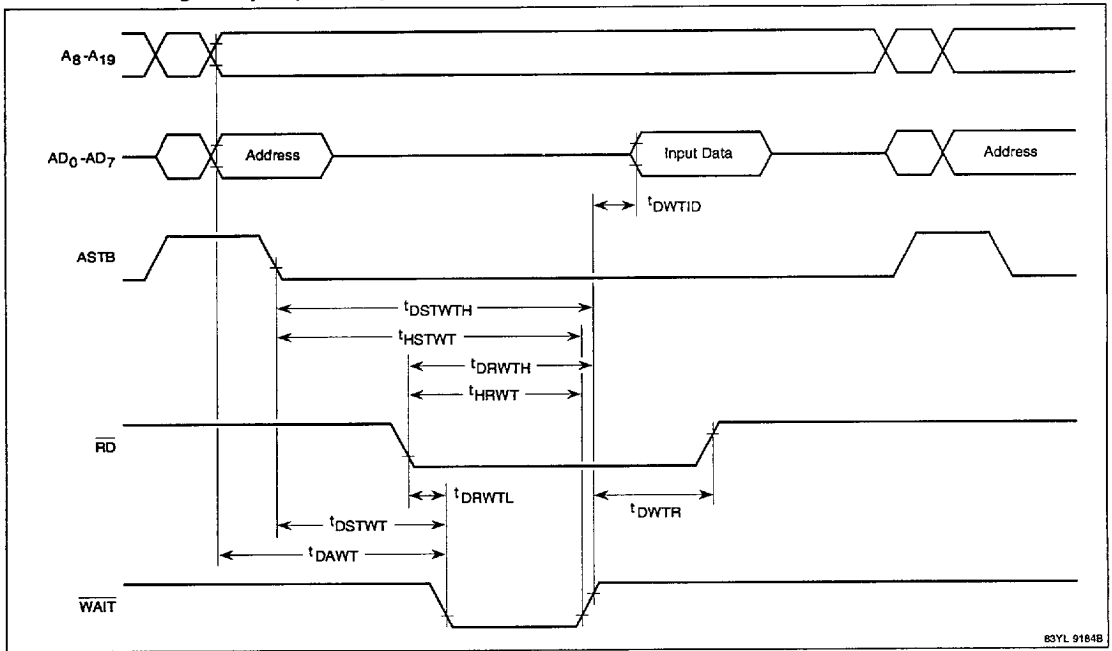 A8-A19
AD0-AD7
Address
Input Data
Address
tDWTID
ASTB
tDSTWTH
tHSTWT
tDRWTH
tHRWT
RD
tDRWTL
tDWTR
tDSTWT
tDAWT
WAIT
83YL 9184B